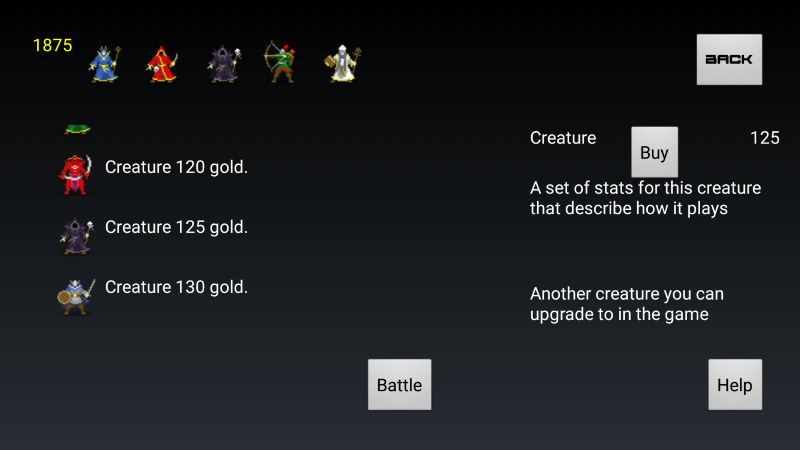 1875
BACK
Creature 120 gold.
Creature 125 gold.
Creature 130 gold.
Creature
Buy
125
A set of stats for this creature
that describe how it plays
Another creature you can
upgrade to in the game
Battle
Help